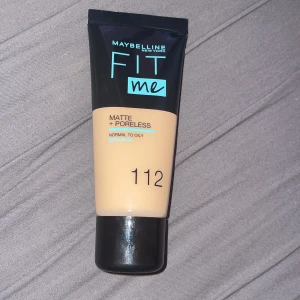 MAYBELLINE
NEW YORK
FIT
me
MATTE
+ PORELESS
NORMAL TO OILY
112